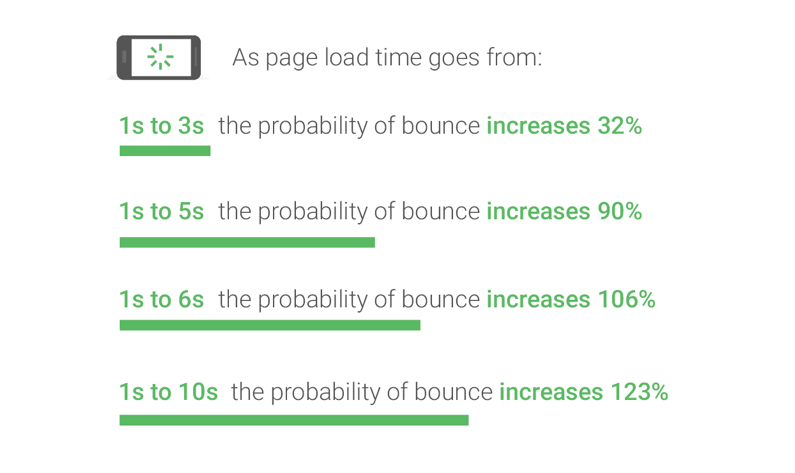 As page load time goes from:
1s to 3s the probability of bounce increases 32%
1s to 5s the probability of bounce increases 90%
1s to 6s the probability of bounce increases 106%
1s to 10s the probability of bounce increases 123%